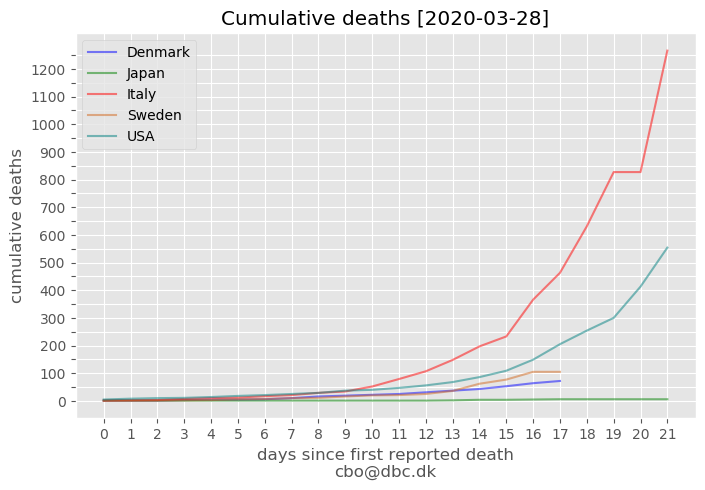 Cumulative deaths [2020-03-28]
Denmark
Japan
Italy
Sweden
USA
cumulative deaths
1200
1100
1000
900
800
700
600
500
400
300
200
100
0
0 1 2 3 4 5 6 7 8 9 10 11 12 13 14 15 16 17 18 19 20 21
days since first reported death
cbo@dbc.dk